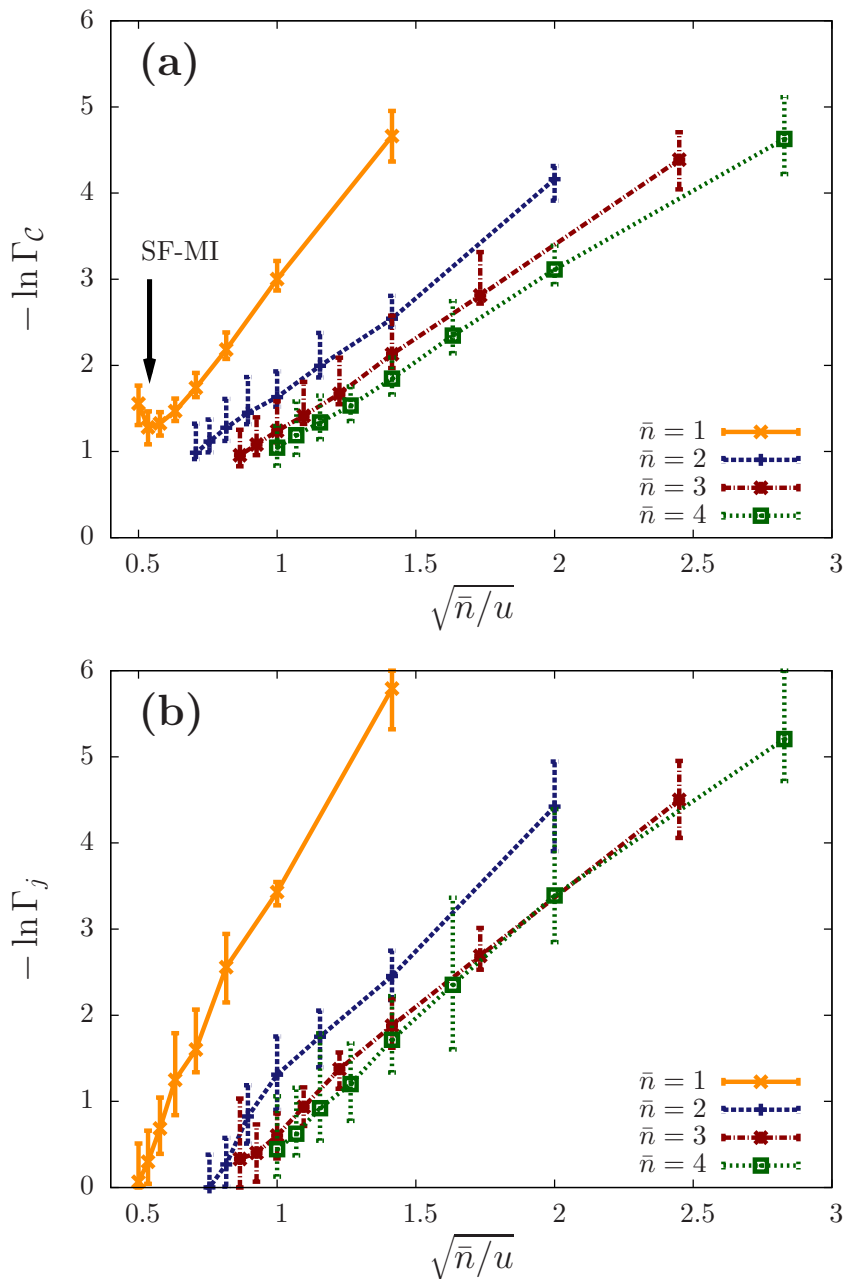 6
(a)
5
4
− ln Γ_𝒞
SF-MI
3
2
1
n̄ = 1
n̄ = 2
n̄ = 3
n̄ = 4
0
0.5 1 1.5 2 2.5 3
√n̄/u
6
(b)
5
4
− ln Γ_j
3
2
1
n̄ = 1
n̄ = 2
n̄ = 3
n̄ = 4
0
0.5 1 1.5 2 2.5 3
√n̄/u